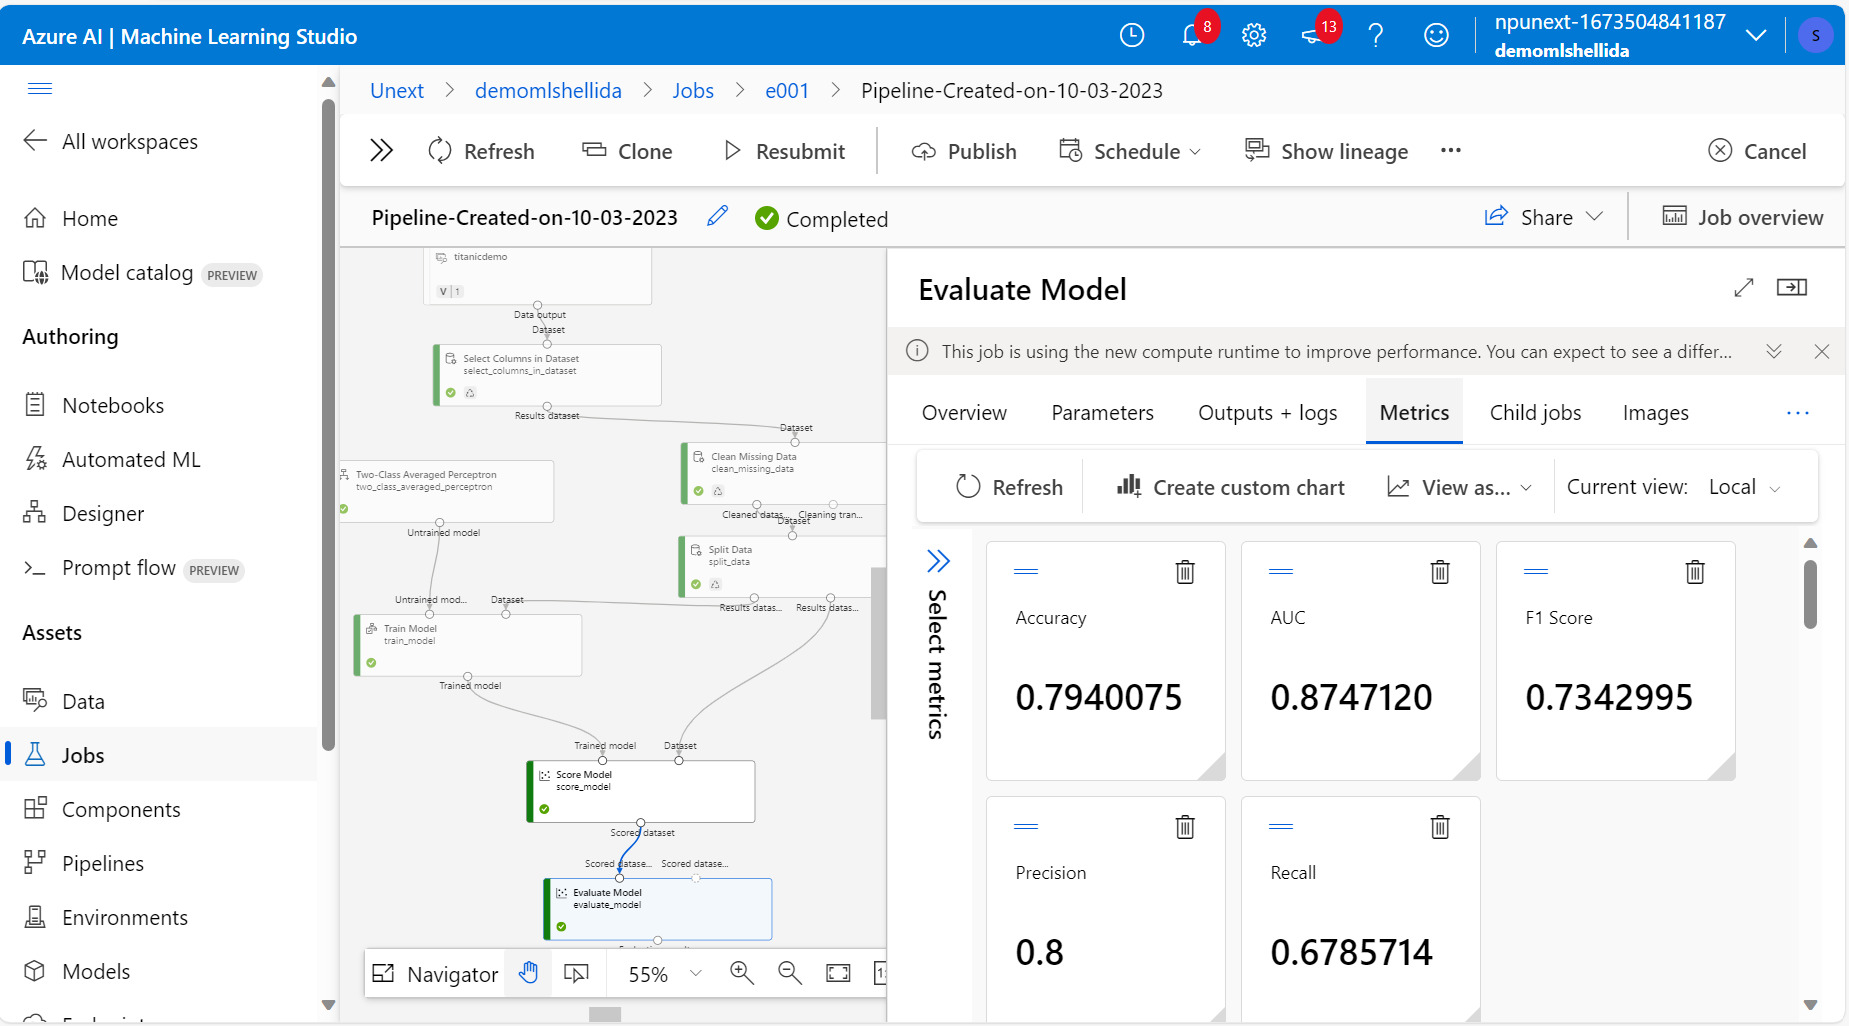 Azure AI | Machine Learning Studio
8
13
npunext-1673504841187
demomlshellida
S
All workspaces
Home
Model catalog PREVIEW
Authoring
Notebooks
Automated ML
Designer
Prompt flow PREVIEW
Assets
Data
Jobs
Components
Pipelines
Environments
Models
Unext > demomlshellida > Jobs > e001 > Pipeline-Created-on-10-03-2023
Refresh
Clone
Resubmit
Publish
Schedule
Show lineage
Cancel
Pipeline-Created-on-10-03-2023
Completed
Share
Job overview
titanicdemo
V 1
Data output
Dataset
Select Columns in Dataset
select_columns_in_dataset
Results dataset
Dataset
Clean Missing Data
clean_missing_data
Cleaned datas... Cleaning tran...
Two-Class Averaged Perceptron
two_class_averaged_perceptron
Untrained model
Dataset
Split Data
split_data
Results datas... Results datas...
Untrained mod... Dataset
Train Model
train_model
Trained model
Trained model Dataset
Score Model
score_model
Scored dataset
Scored datase... Scored datase...
Evaluate Model
evaluate_model
Navigator
55%
Evaluate Model
This job is using the new compute runtime to improve performance. You can expect to see a differ...
Overview
Parameters
Outputs + logs
Metrics
Child jobs
Images
Refresh
Create custom chart
View as...
Current view: Local
Select metrics
Accuracy
0.7940075
AUC
0.8747120
F1 Score
0.7342995
Precision
0.8
Recall
0.6785714